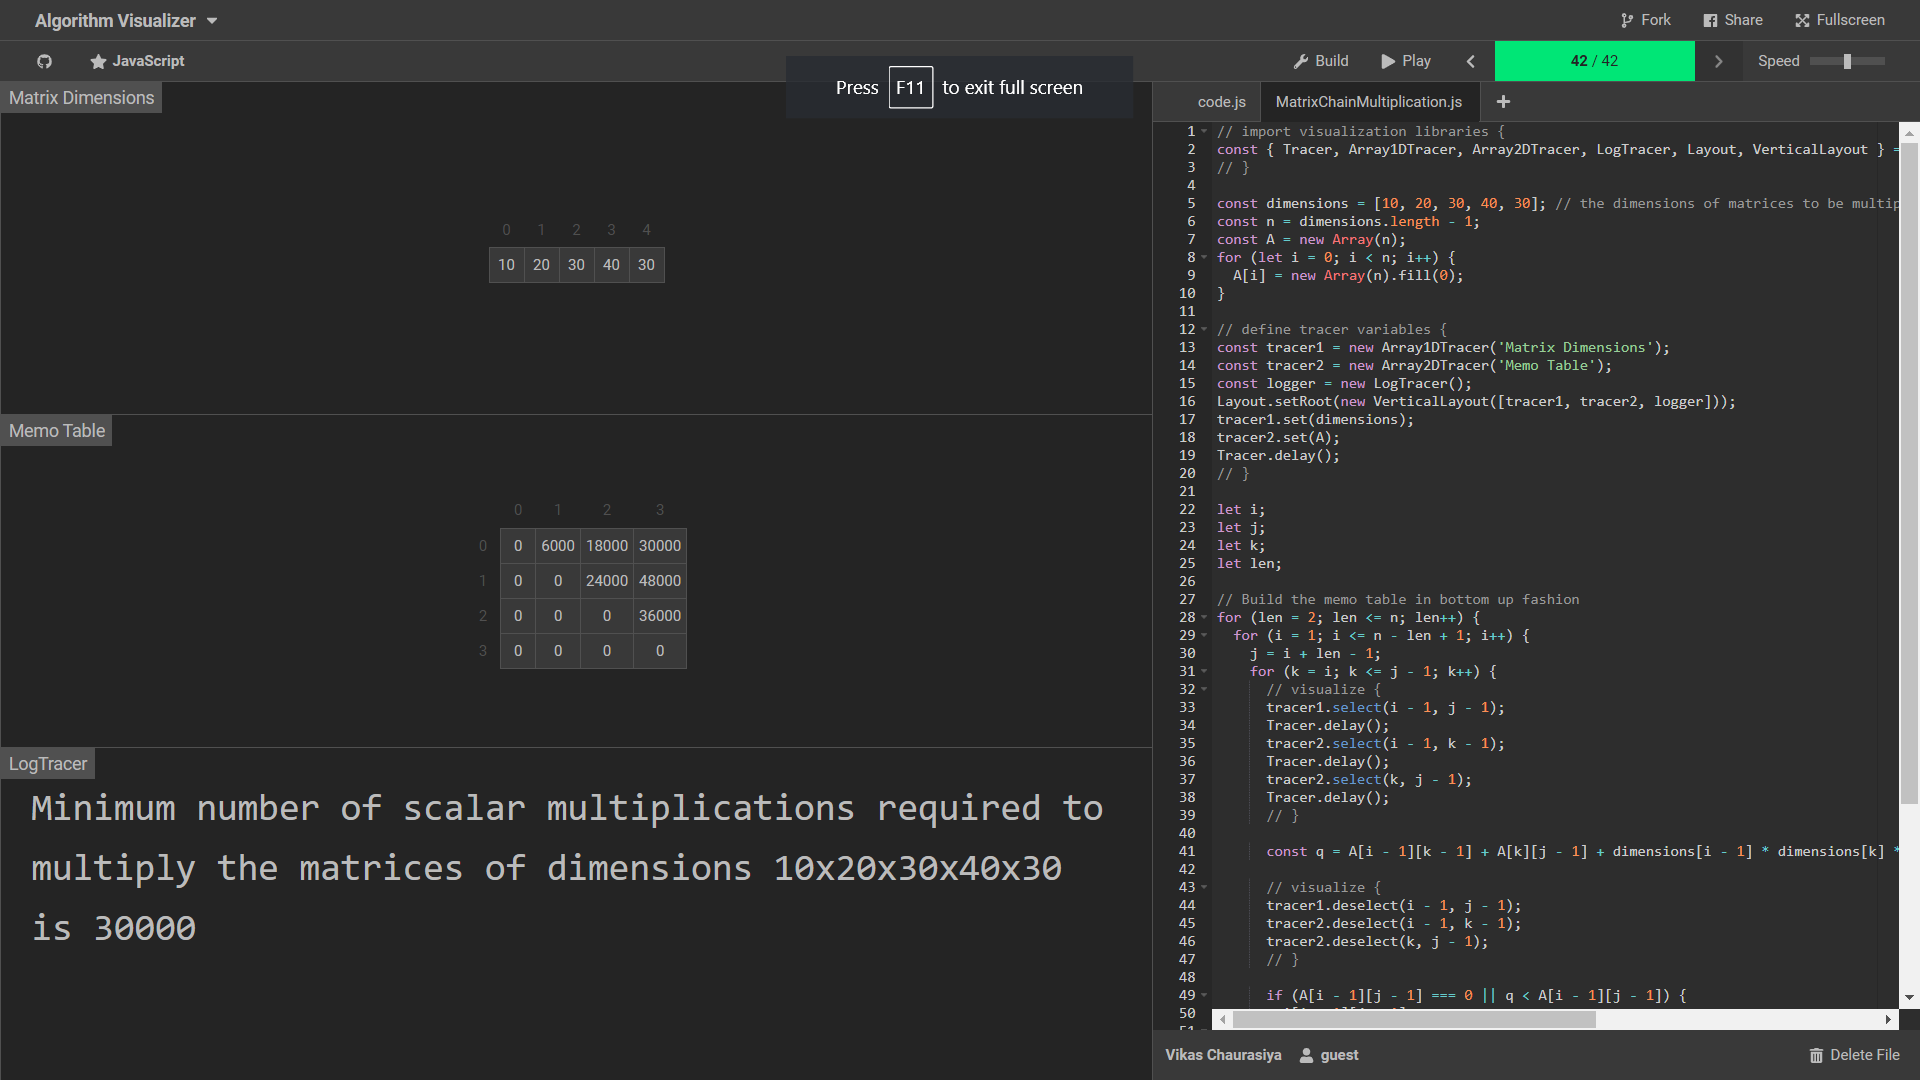 Algorithm Visualizer
Fork
Share
Fullscreen
JavaScript
Build
Play
42 / 42
Speed
Press F11 to exit full screen
Matrix Dimensions
0 1 2 3 4
10 20 30 40 30
Memo Table
0 1 2 3
0 0 6000 18000 30000
1 0 0 24000 48000
2 0 0 0 36000
3 0 0 0 0
LogTracer
Minimum number of scalar multiplications required to
multiply the matrices of dimensions 10x20x30x40x30
is 30000
code.js
MatrixChainMultiplication.js
+
1 // import visualization libraries {
2 const { Tracer, Array1DTracer, Array2DTracer, LogTracer, Layout, VerticalLayout } =
3 // }
4
5 const dimensions = [10, 20, 30, 40, 30]; // the dimensions of matrices to be multip
6 const n = dimensions.length - 1;
7 const A = new Array(n);
8 for (let i = 0; i < n; i++) {
9 A[i] = new Array(n).fill(0);
10 }
11
12 // define tracer variables {
13 const tracer1 = new Array1DTracer('Matrix Dimensions');
14 const tracer2 = new Array2DTracer('Memo Table');
15 const logger = new LogTracer();
16 Layout.setRoot(new VerticalLayout([tracer1, tracer2, logger]));
17 tracer1.set(dimensions);
18 tracer2.set(A);
19 Tracer.delay();
20 // }
21
22 let i;
23 let j;
24 let k;
25 let len;
26
27 // Build the memo table in bottom up fashion
28 for (len = 2; len <= n; len++) {
29 for (i = 1; i <= n - len + 1; i++) {
30 j = i + len - 1;
31 for (k = i; k <= j - 1; k++) {
32 // visualize {
33 tracer1.select(i - 1, j - 1);
34 Tracer.delay();
35 tracer2.select(i - 1, k - 1);
36 Tracer.delay();
37 tracer2.select(k, j - 1);
38 Tracer.delay();
39 // }
40
41 const q = A[i - 1][k - 1] + A[k][j - 1] + dimensions[i - 1] * dimensions[k] *
42
43 // visualize {
44 tracer1.deselect(i - 1, j - 1);
45 tracer2.deselect(i - 1, k - 1);
46 tracer2.deselect(k, j - 1);
47 // }
48
49 if (A[i - 1][j - 1] === 0 || q < A[i - 1][j - 1]) {
50
Vikas Chaurasiya
guest
Delete File